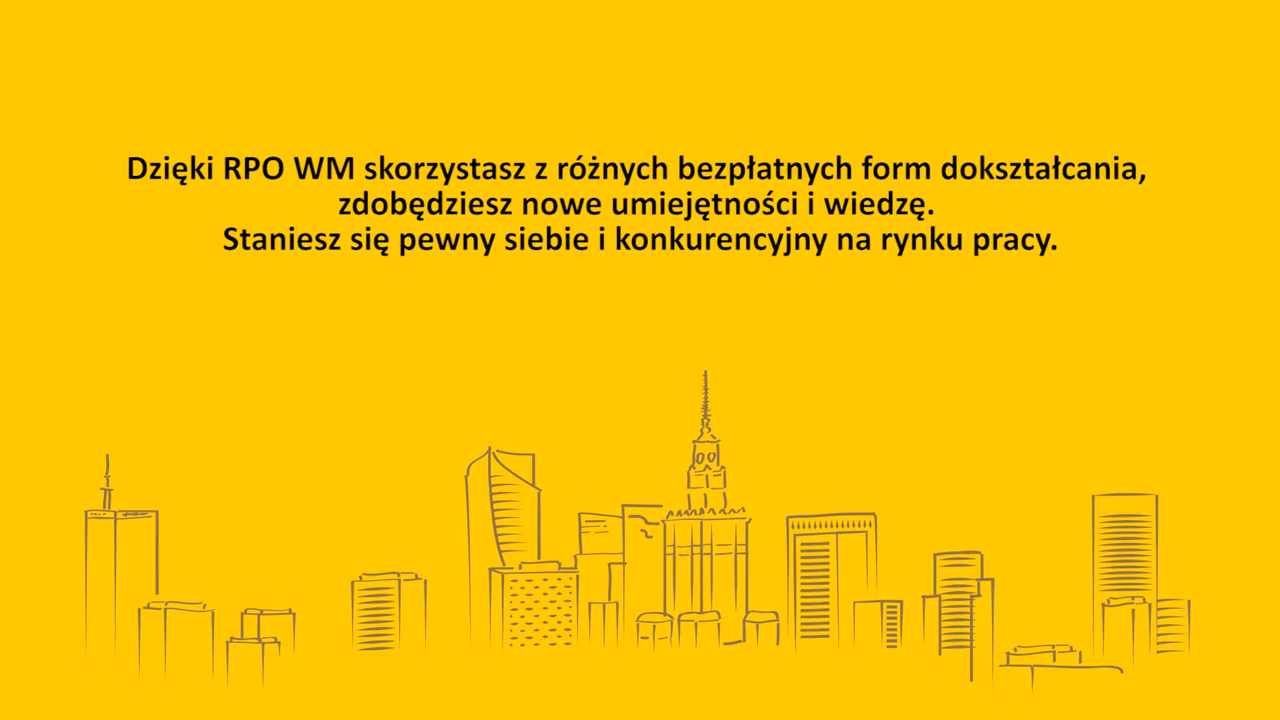 Dzięki RPO WM skorzystasz z różnych bezpłatnych form dokształcania,
zdobędziesz nowe umiejętności i wiedzę.
Staniesz się pewny siebie i konkurencyjny na rynku pracy.